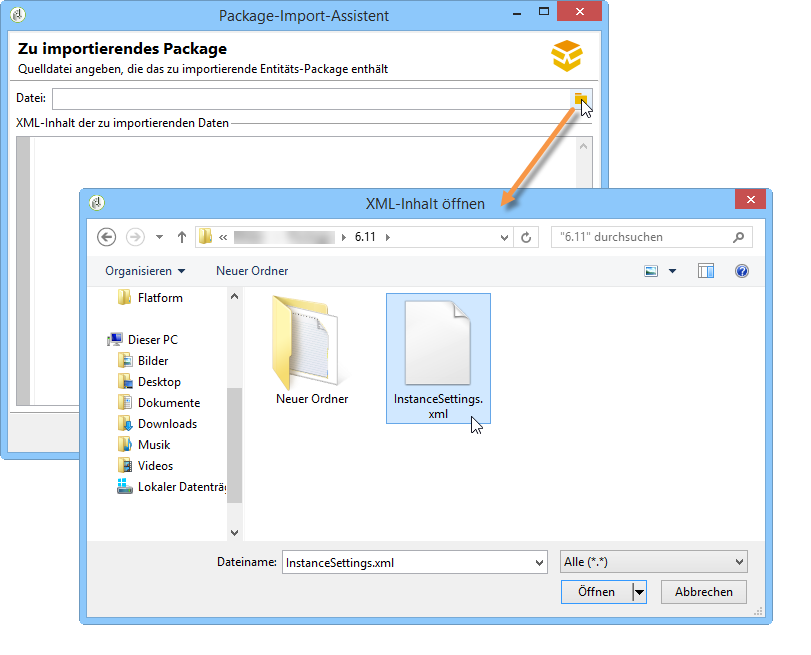 Package-Import-Assistent
Zu importierendes Package
Quelldatei angeben, die das zu importierende Entitäts-Package enthält
Datei:
XML-Inhalt der zu importierenden Daten
XML-Inhalt öffnen
« 6.11
"6.11" durchsuchen
Organisieren
Neuer Ordner
Flatform
Dieser PC
Bilder
Desktop
Dokumente
Downloads
Musik
Videos
Lokaler Datenträg
Neuer Ordner
InstanceSettings.
xml
Dateiname: InstanceSettings.xml
Alle (*.*)
Öffnen
Abbrechen